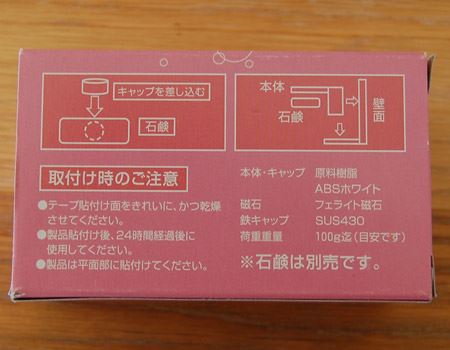 キャップを差し込む
石鹸
本体
石鹸
壁面
取付け時のご注意
●テープ貼付け面をきれいに、かつ乾燥
させてください。
●製品貼付け後、24時間経過後に
使用してください。
●製品は平面部に貼付けてください。
本体・キャップ 原料樹脂
ABSホワイト
磁石 フェライト磁石
鉄キャップ SUS430
荷重重量 100g迄（目安です）
※石鹸は別売です。